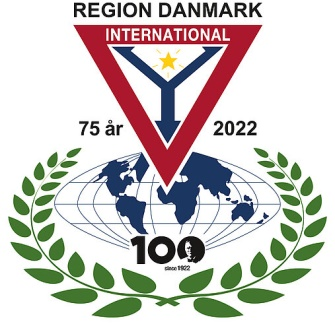 REGION DANMARK
INTERNATIONAL
Y
75 år 2022
100
since 1922